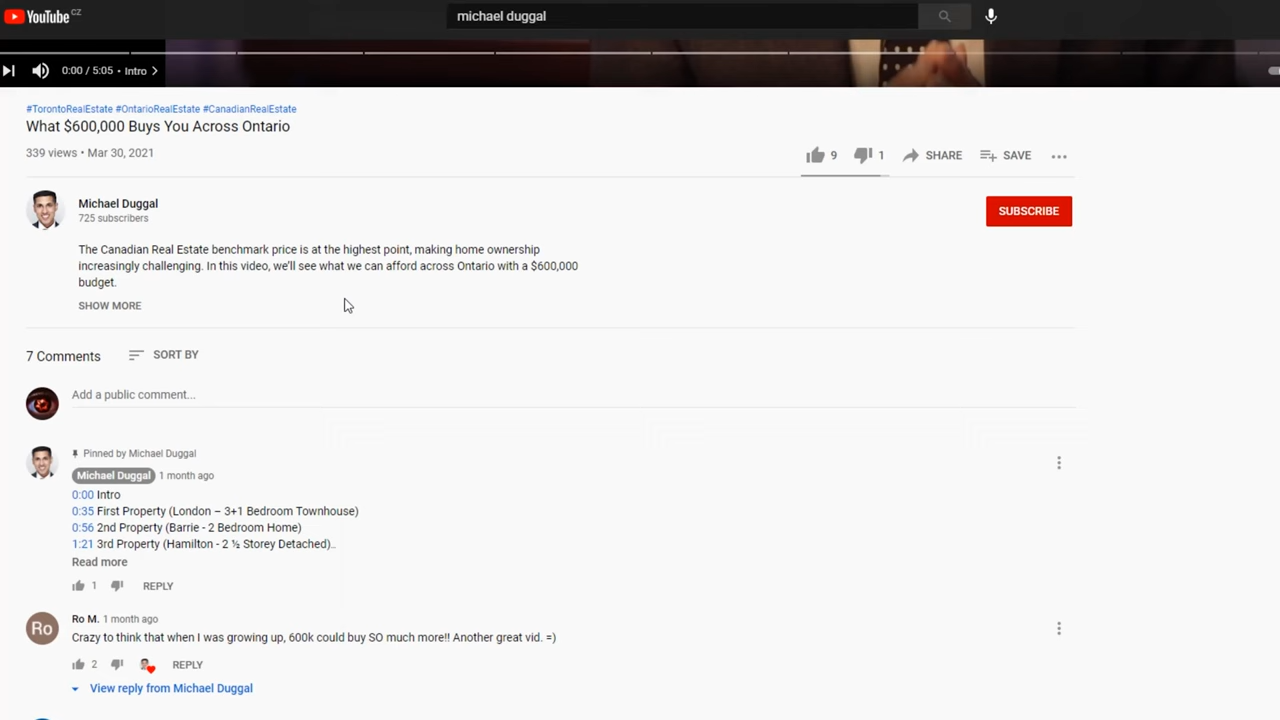 YouTube CZ
michael duggal
0:00 / 5:05 • Intro
#TorontoRealEstate #OntarioRealEstate #CanadianRealEstate
What $600,000 Buys You Across Ontario
339 views • Mar 30, 2021
9
1
SHARE
SAVE
Michael Duggal
725 subscribers
SUBSCRIBE
The Canadian Real Estate benchmark price is at the highest point, making home ownership
increasingly challenging. In this video, we'll see what we can afford across Ontario with a $600,000
budget.
SHOW MORE
7 Comments
SORT BY
Add a public comment...
Pinned by Michael Duggal
Michael Duggal 1 month ago
0:00 Intro
0:35 First Property (London – 3+1 Bedroom Townhouse)
0:56 2nd Property (Barrie - 2 Bedroom Home)
1:21 3rd Property (Hamilton - 2 ½ Storey Detached)...
Read more
1
REPLY
Ro
Ro M. 1 month ago
Crazy to think that when I was growing up, 600k could buy SO much more!! Another great vid. =)
2
REPLY
View reply from Michael Duggal